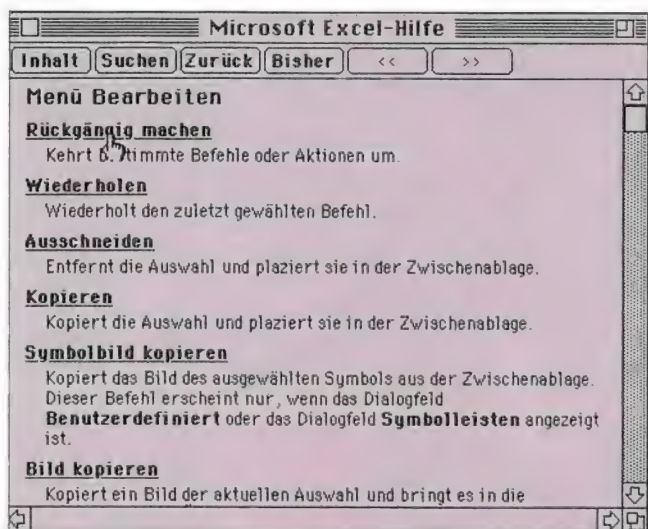 Microsoft Excel-Hilfe
Inhalt Suchen Zurück Bisher << >>
Menü Bearbeiten
Rückgängig machen
Kehrt timmte Befehle oder Aktionen um.
Wiederholen
Wiederholt den zuletzt gewählten Befehl.
Ausschneiden
Entfernt die Auswahl und plaziert sie in der Zwischenablage.
Kopieren
Kopiert die Auswahl und plaziert sie in der Zwischenablage.
Symbolbild kopieren
Kopiert das Bild des ausgewählten Symbols aus der Zwischenablage.
Dieser Befehl erscheint nur, wenn das Dialogfeld
Benutzerdefiniert oder das Dialogfeld Symbolleisten angezeigt
ist.
Bild kopieren
Kopiert ein Bild der aktuellen Auswahl und bringt es in die